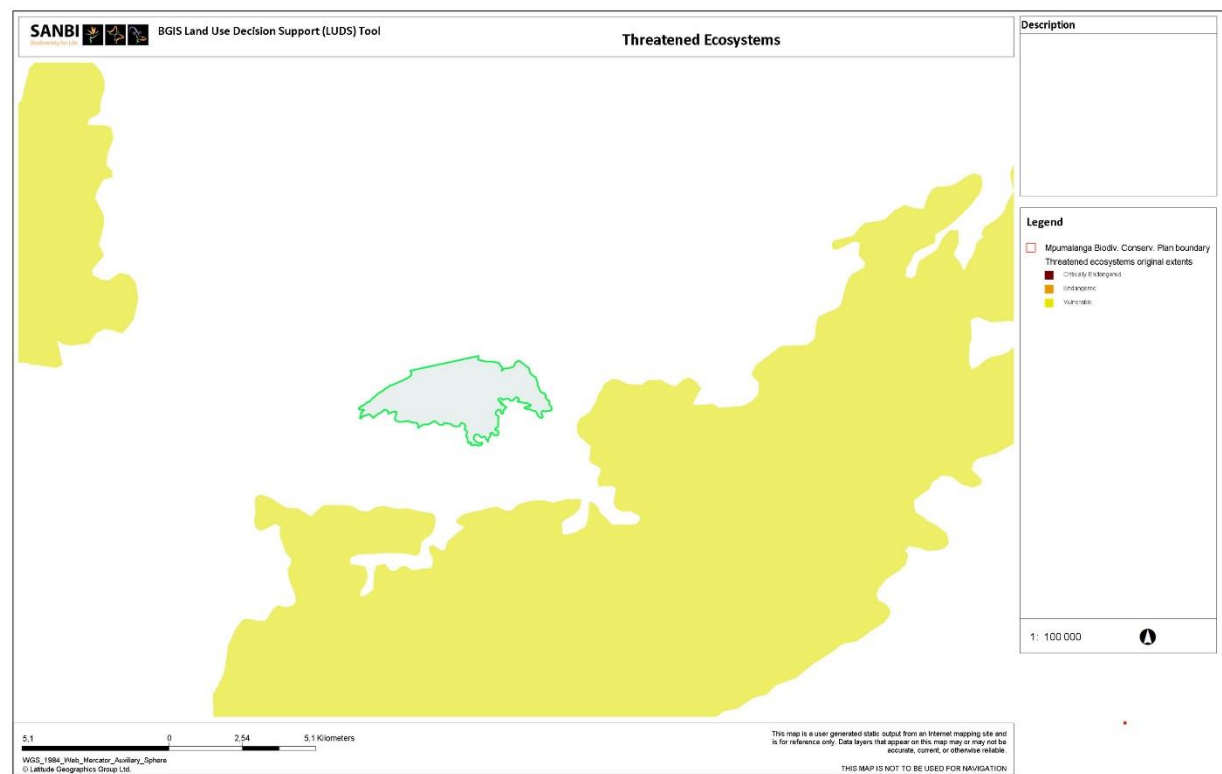 SANBI
Biodiversity for Life
BGIS Land Use Decision Support (LUDS) Tool
Threatened Ecosystems
Description
Legend
Mpumalanga Biodiv. Conserv. Plan boundary
Threatened ecosystems original extents
Critically Endangered
Endangered
Vulnerable
1: 100 000
5,1 0 2,54 5,1 Kilometers
WGS_1984_Web_Mercator_Auxiliary_Sphere
© Latitude Geographics Group Ltd.
This map is a user generated static output from an Internet mapping site and
is for reference only. Data layers that appear on this map may or may not be
accurate, current, or otherwise reliable.
THIS MAP IS NOT TO BE USED FOR NAVIGATION